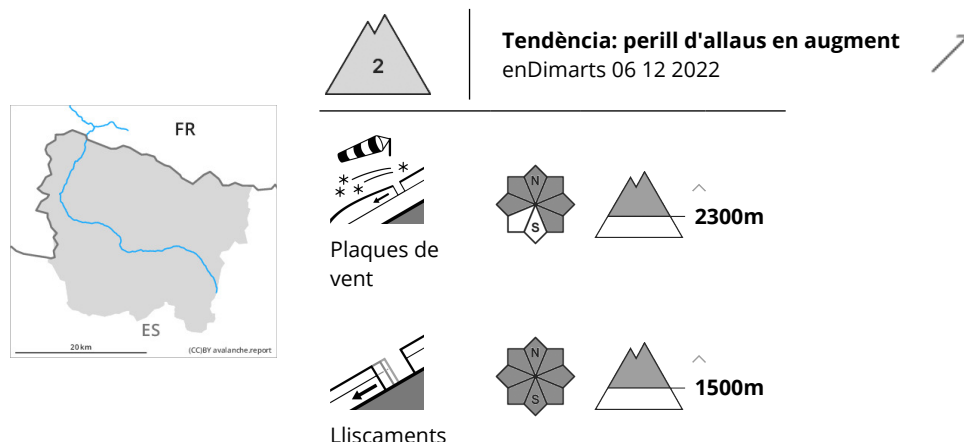 2
Tendència: perill d'allaus en augment
enDimarts 06 12 2022
FR
ES
20 km
(CC)BY avalanche.report
N
S
2300m
Plaques de
vent
N
S
1500m
Lliscaments